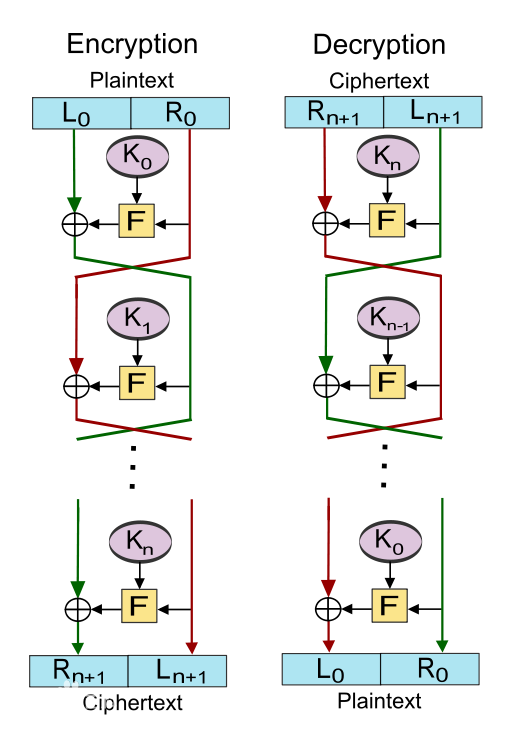 Encryption
Plaintext
L0 R0
K0
F
K1
F
Kn
F
Rn+1 Ln+1
Ciphertext
Decryption
Ciphertext
Rn+1 Ln+1
Kn
F
Kn-1
F
K0
F
L0 R0
Plaintext